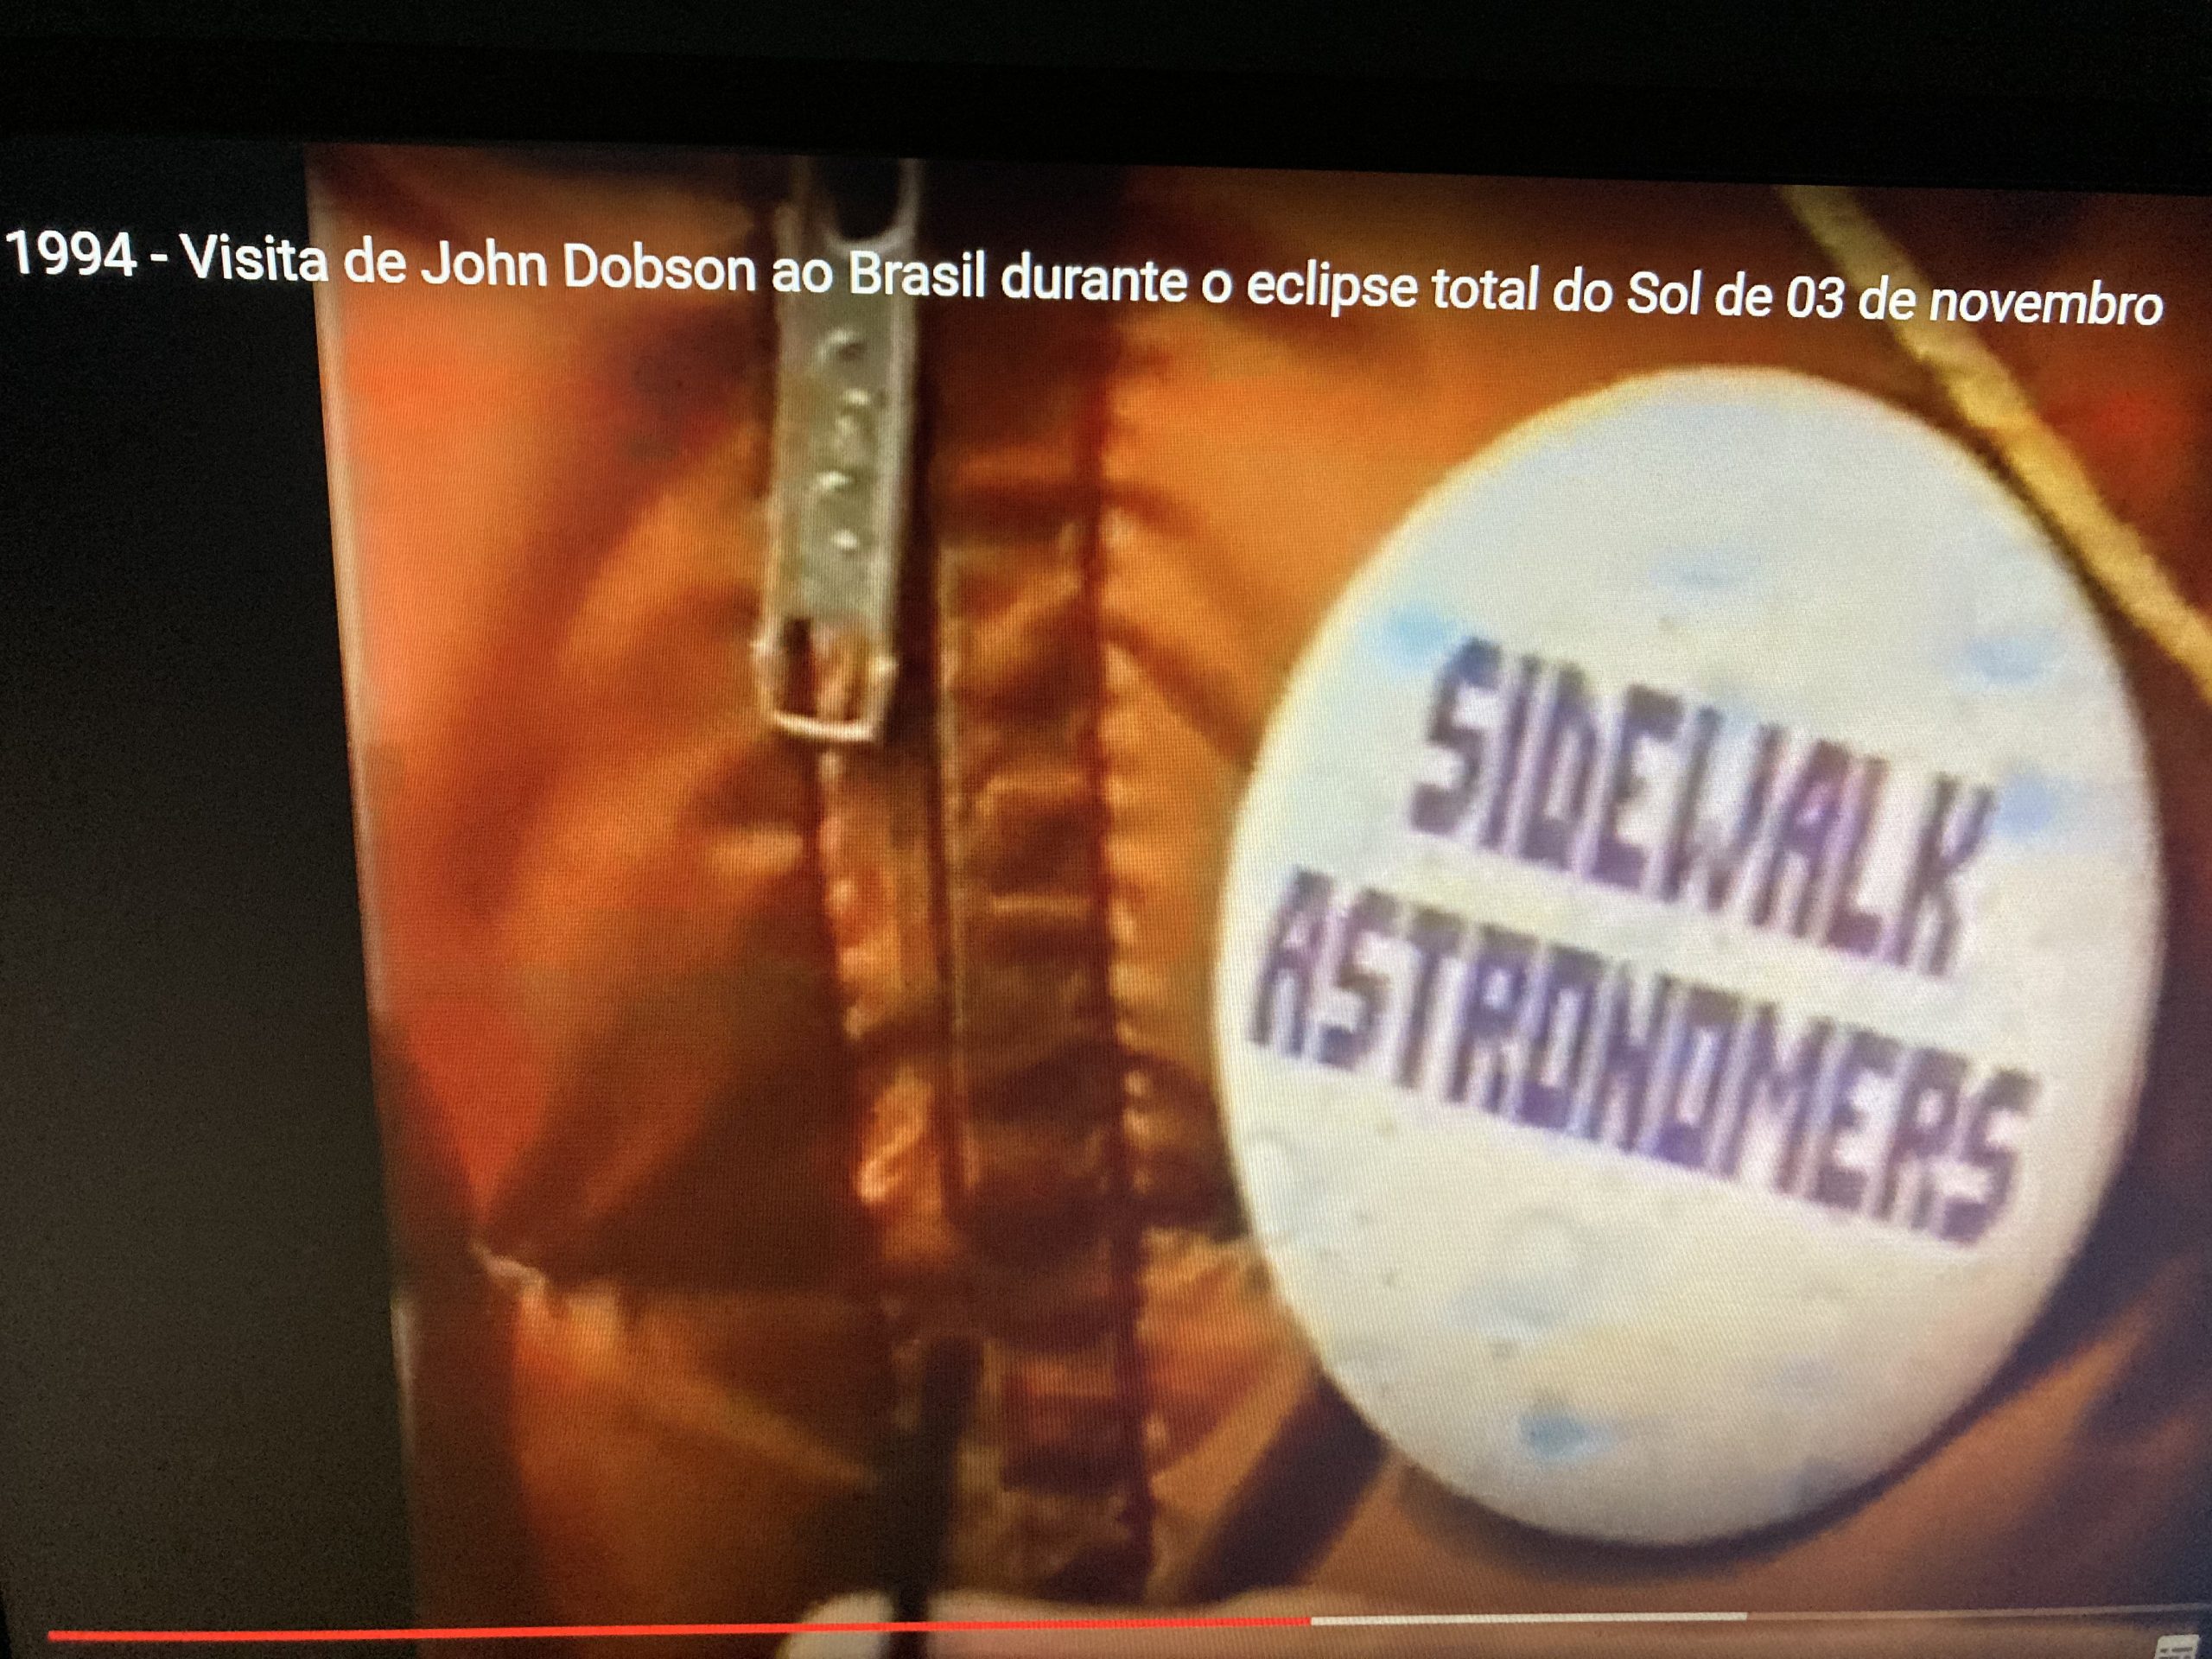 1994 - Visita de John Dobson ao Brasil durante o eclipse total do Sol de 03 de novembro
SIDEWALK
ASTRONOMERS